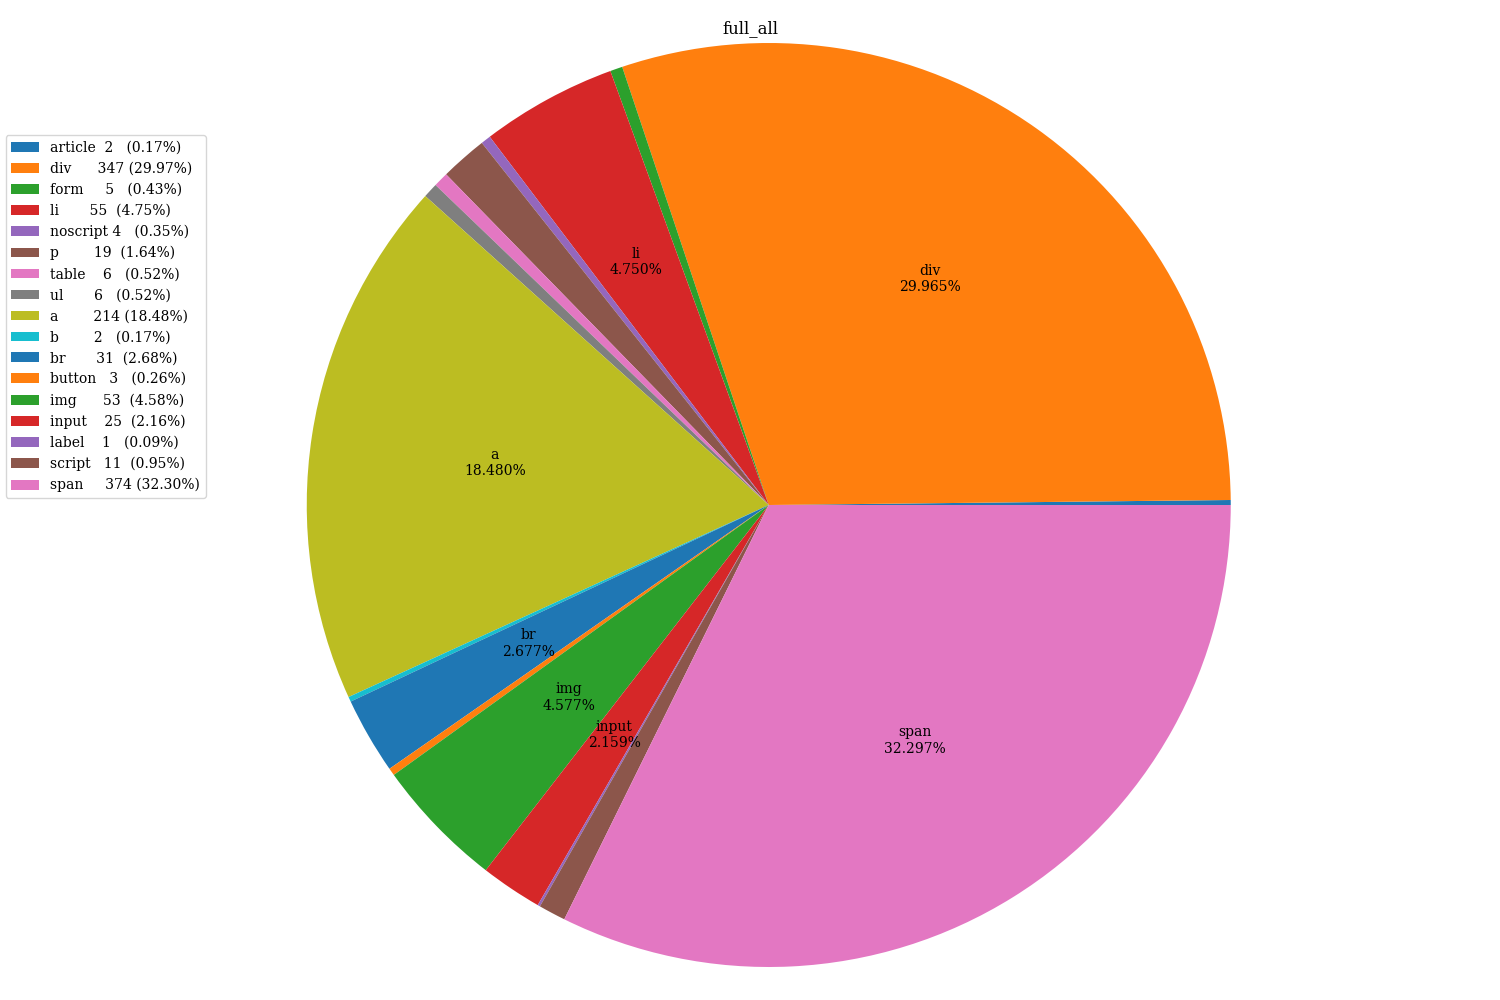 full_all
article 2 (0.17%)
div 347 (29.97%)
form 5 (0.43%)
li 55 (4.75%)
noscript 4 (0.35%)
p 19 (1.64%)
table 6 (0.52%)
ul 6 (0.52%)
a 214 (18.48%)
b 2 (0.17%)
br 31 (2.68%)
button 3 (0.26%)
img 53 (4.58%)
input 25 (2.16%)
label 1 (0.09%)
script 11 (0.95%)
span 374 (32.30%)
li
4.750%
div
29.965%
a
18.480%
br
2.677%
img
4.577%
input
2.159%
span
32.297%